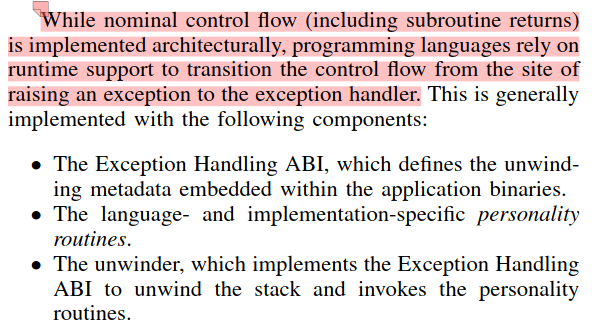 While nominal control flow (including subroutine returns)
is implemented architecturally, programming languages rely on
runtime support to transition the control flow from the site of
raising an exception to the exception handler. This is generally
implemented with the following components:
• The Exception Handling ABI, which defines the unwind-
ing metadata embedded within the application binaries.
• The language- and implementation-specific personality
routines.
• The unwinder, which implements the Exception Handling
ABI to unwind the stack and invokes the personality
routines.